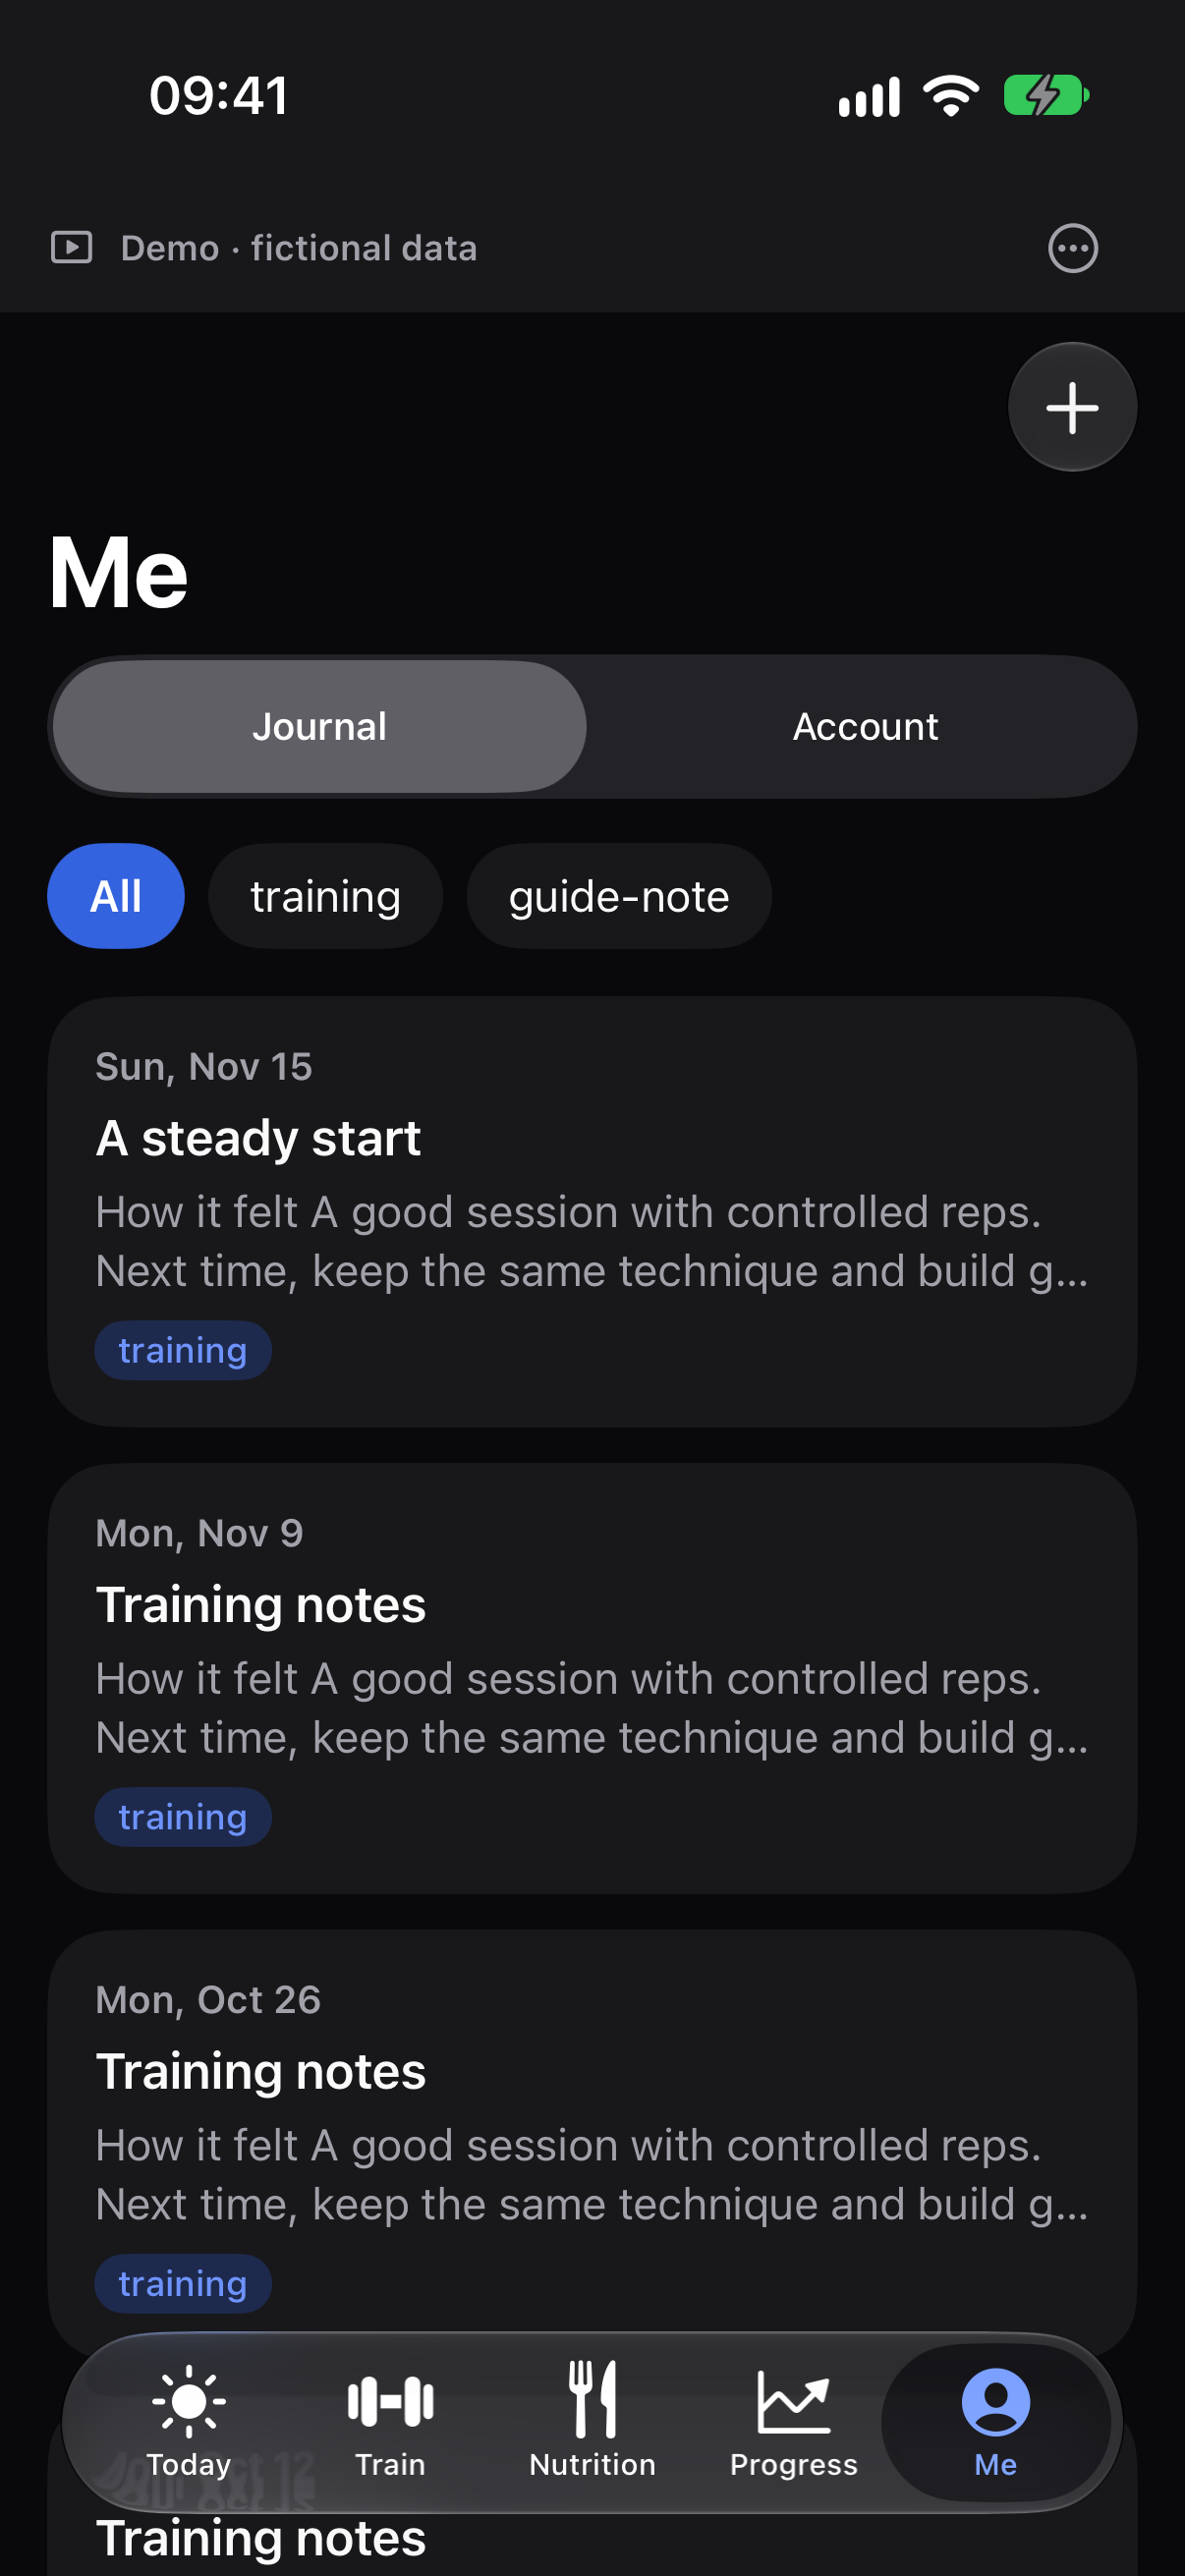 09:41
Demo · fictional data
Me
Journal
Account
All
training
guide-note
Sun, Nov 15
A steady start
How it felt A good session with controlled reps.
Next time, keep the same technique and build g...
training
Mon, Nov 9
Training notes
How it felt A good session with controlled reps.
Next time, keep the same technique and build g...
training
Mon, Oct 26
Training notes
How it felt A good session with controlled reps.
Next time, keep the same technique and build g...
training
Today
Train
Nutrition
Progress
Me
Training notes